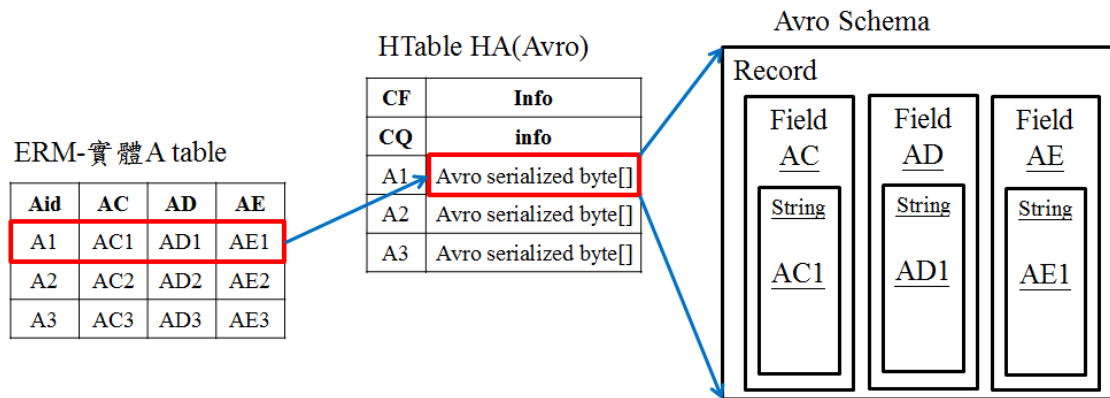 ERM-實體A table
Aid AC AD AE
A1 AC1 AD1 AE1
A2 AC2 AD2 AE2
A3 AC3 AD3 AE3
HTable HA(Avro)
CF Info
CQ info
A1 Avro serialized byte[]
A2 Avro serialized byte[]
A3 Avro serialized byte[]
Avro Schema
Record
Field Field Field
AC AD AE
String String String
AC1 AD1 AE1